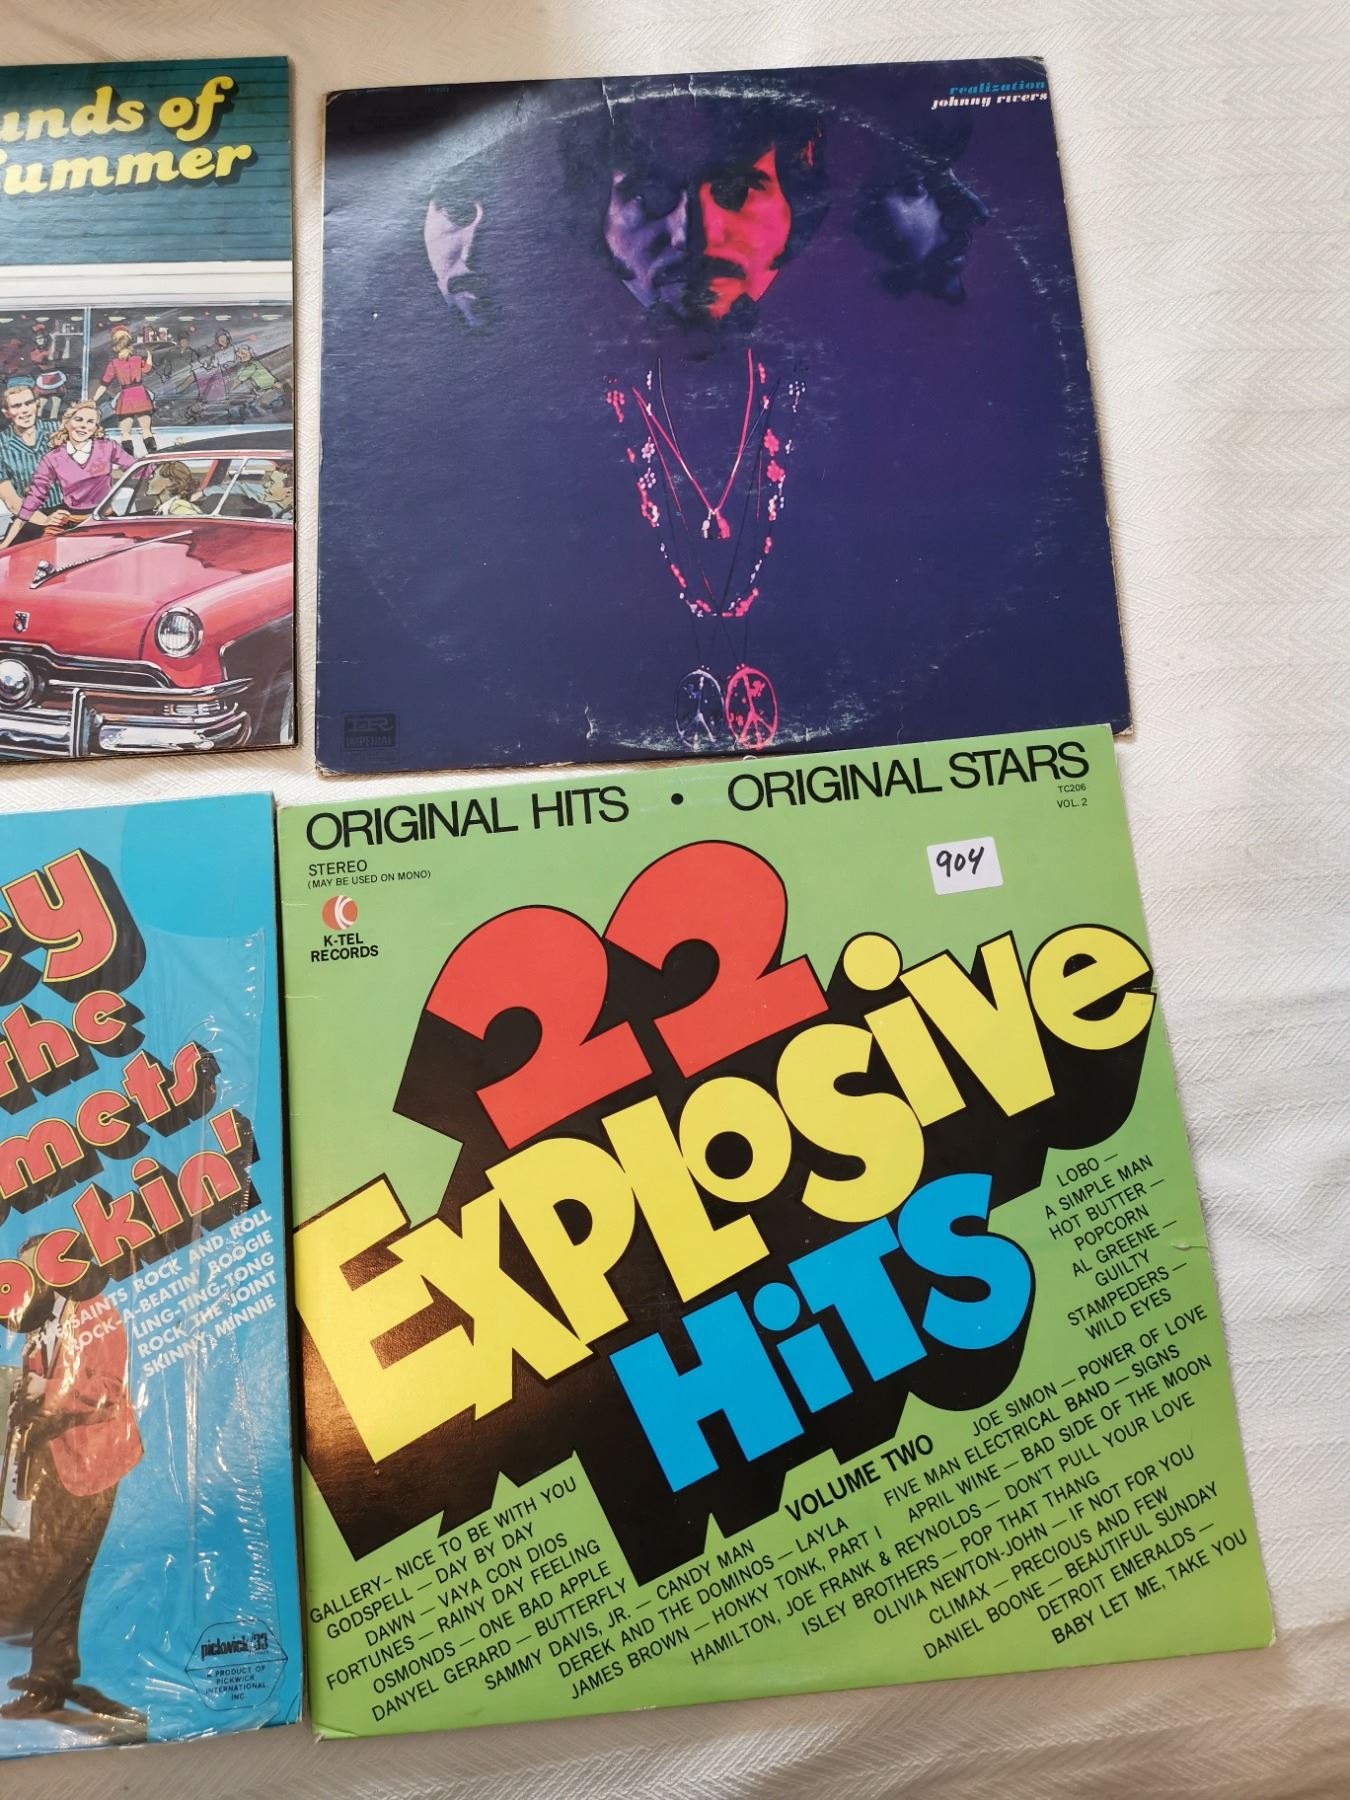 unds of
Summer
realization
johnny rivers
IMPERIAL
ey
the
mets
ockin'
SAINTS ROCK AND ROLL
ROCK-A-BEATIN' BOOGIE
LING-TING-TONG
ROCK THE JOINT
SKINNY MINNIE
pickwick/33
A PRODUCT OF
PICKWICK
INTERNATIONAL,
INC.
ORIGINAL HITS • ORIGINAL STARS
TC206
VOL. 2
STEREO
(MAY BE USED ON MONO)
904
K-TEL
RECORDS
22
EXPLOSiVe
HiTS
VOLUME TWO
LOBO —
A SIMPLE MAN
HOT BUTTER —
POPCORN
AL GREENE —
GUILTY
STAMPEDERS —
WILD EYES
JOE SIMON — POWER OF LOVE
FIVE MAN ELECTRICAL BAND — SIGNS
APRIL WINE — BAD SIDE OF THE MOON
HAMILTON, JOE FRANK & REYNOLDS — DON'T PULL YOUR LOVE
ISLEY BROTHERS — POP THAT THANG
OLIVIA NEWTON-JOHN — IF NOT FOR YOU
CLIMAX — PRECIOUS AND FEW
DANIEL BOONE — BEAUTIFUL SUNDAY
DETROIT EMERALDS —
BABY LET ME, TAKE YOU
GALLERY– NICE TO BE WITH YOU
GODSPELL — DAY BY DAY
DAWN — VAYA CON DIOS
FORTUNES — RAINY DAY FEELING
OSMONDS — ONE BAD APPLE
DANYEL GERARD — BUTTERFLY
SAMMY DAVIS, JR. — CANDY MAN
DEREK AND THE DOMINOS — LAYLA
JAMES BROWN — HONKY TONK, PART I